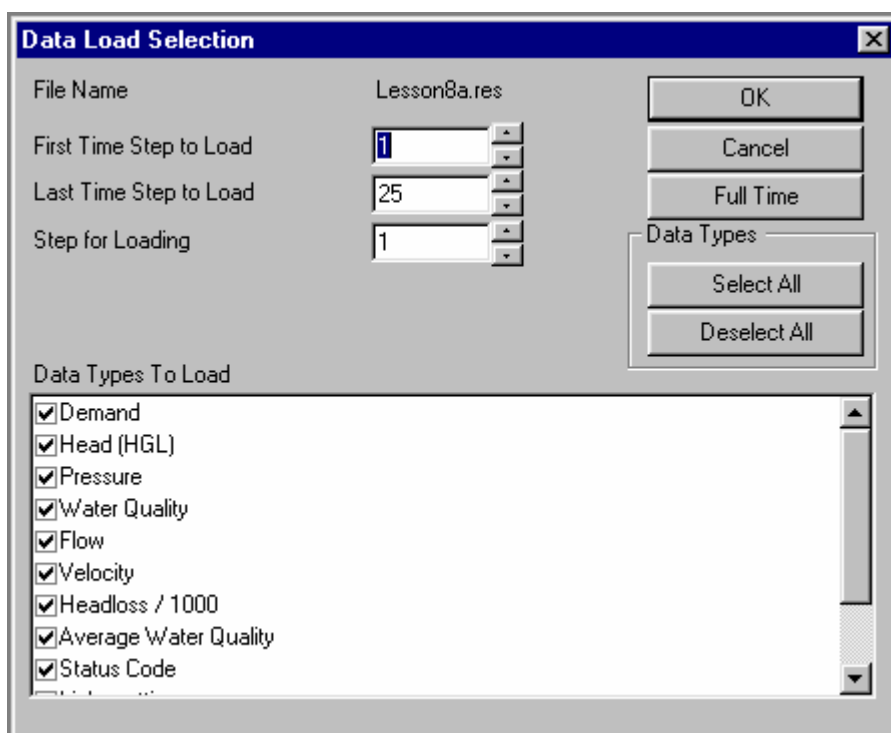 Data Load Selection
File Name Lesson8a.res
OK
First Time Step to Load 1
Cancel
Last Time Step to Load 25
Full Time
Step for Loading 1
Data Types
Select All
Deselect All
Data Types To Load
Demand
Head (HGL)
Pressure
Water Quality
Flow
Velocity
Headloss / 1000
Average Water Quality
Status Code